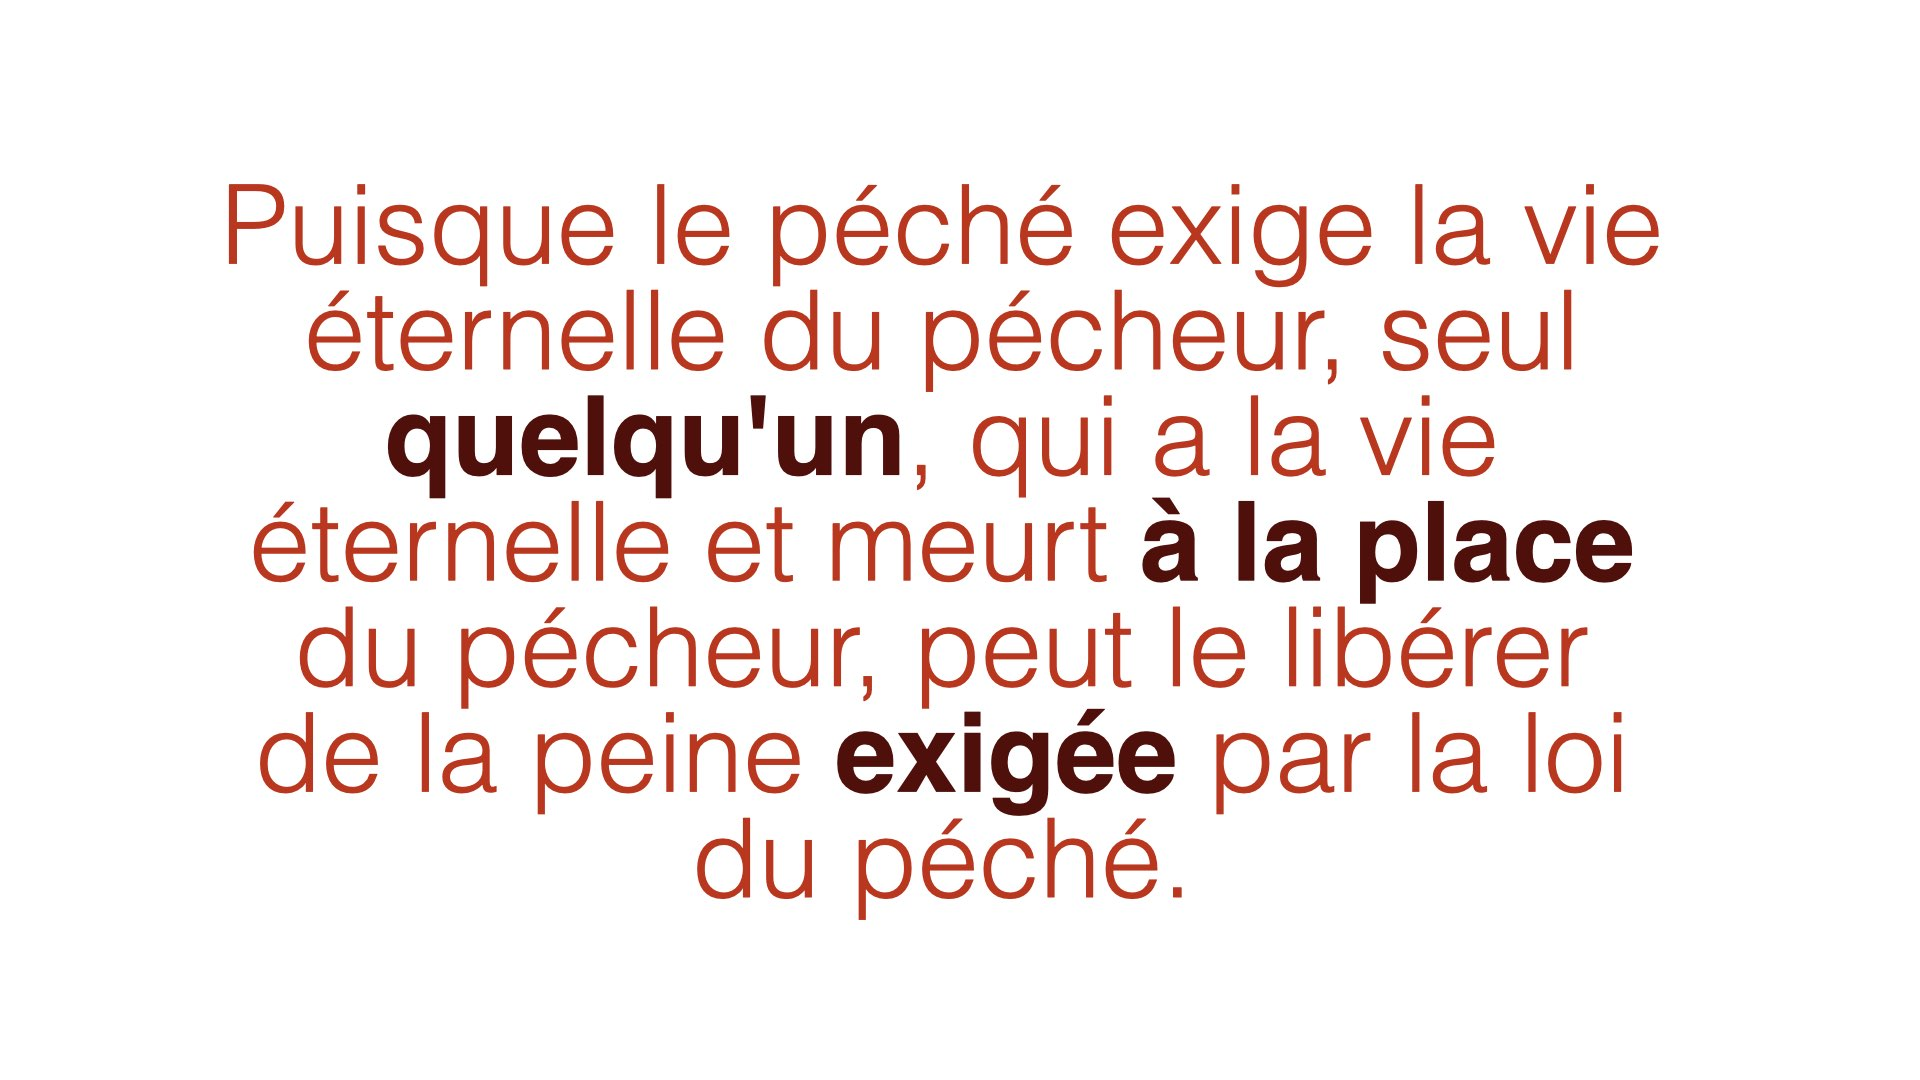 Puisque le péché exige la vie
éternelle du pécheur, seul
quelqu'un, qui a la vie
éternelle et meurt à la place
du pécheur, peut le libérer
de la peine exigée par la loi
du péché.